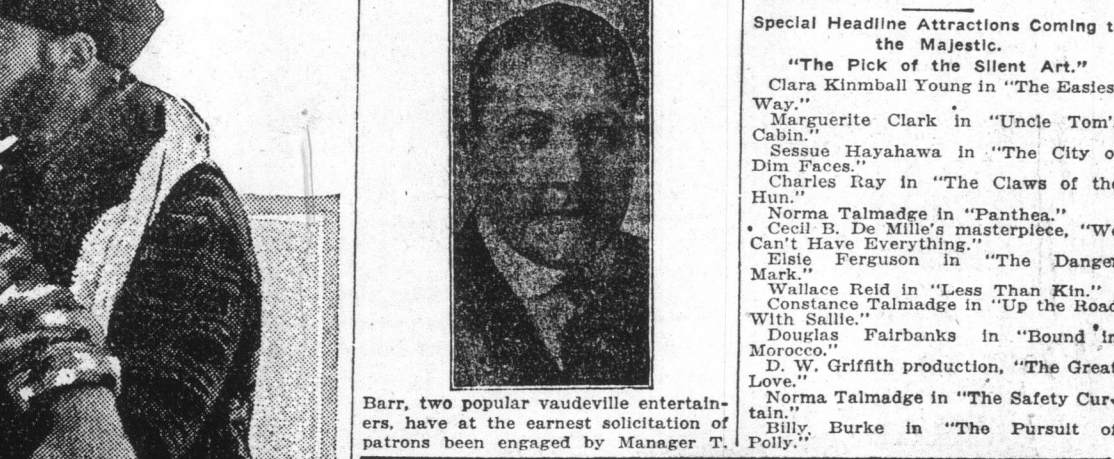 Barr, two popular vaudeville entertain-
ers, have at the earnest solicitation of
patrons been engaged by Manager T.
Special Headline Attractions Coming t
the Majestic.
"The Pick of the Silent Art."
Clara Kinmball Young in "The Easies
Way."
Marguerite Clark in "Uncle Tom'
Cabin."
Sessue Hayahawa in "The City o
Dim Faces."
Charles Ray in "The Claws of the
Hun."
Norma Talmadge in "Panthea."
Cecil B. De Mille's masterpiece, "We
Can't Have Everything."
Elsie Ferguson in "The Danger
Mark."
Wallace Reid in "Less Than Kin."
Constance Talmadge in "Up the Road
With Sallie."
Douglas Fairbanks in "Bound in
Morocco."
D. W. Griffith production, "The Great
Love."
Norma Talmadge in "The Safety Cur-
tain."
Billy, Burke in "The Pursuit of
Polly."